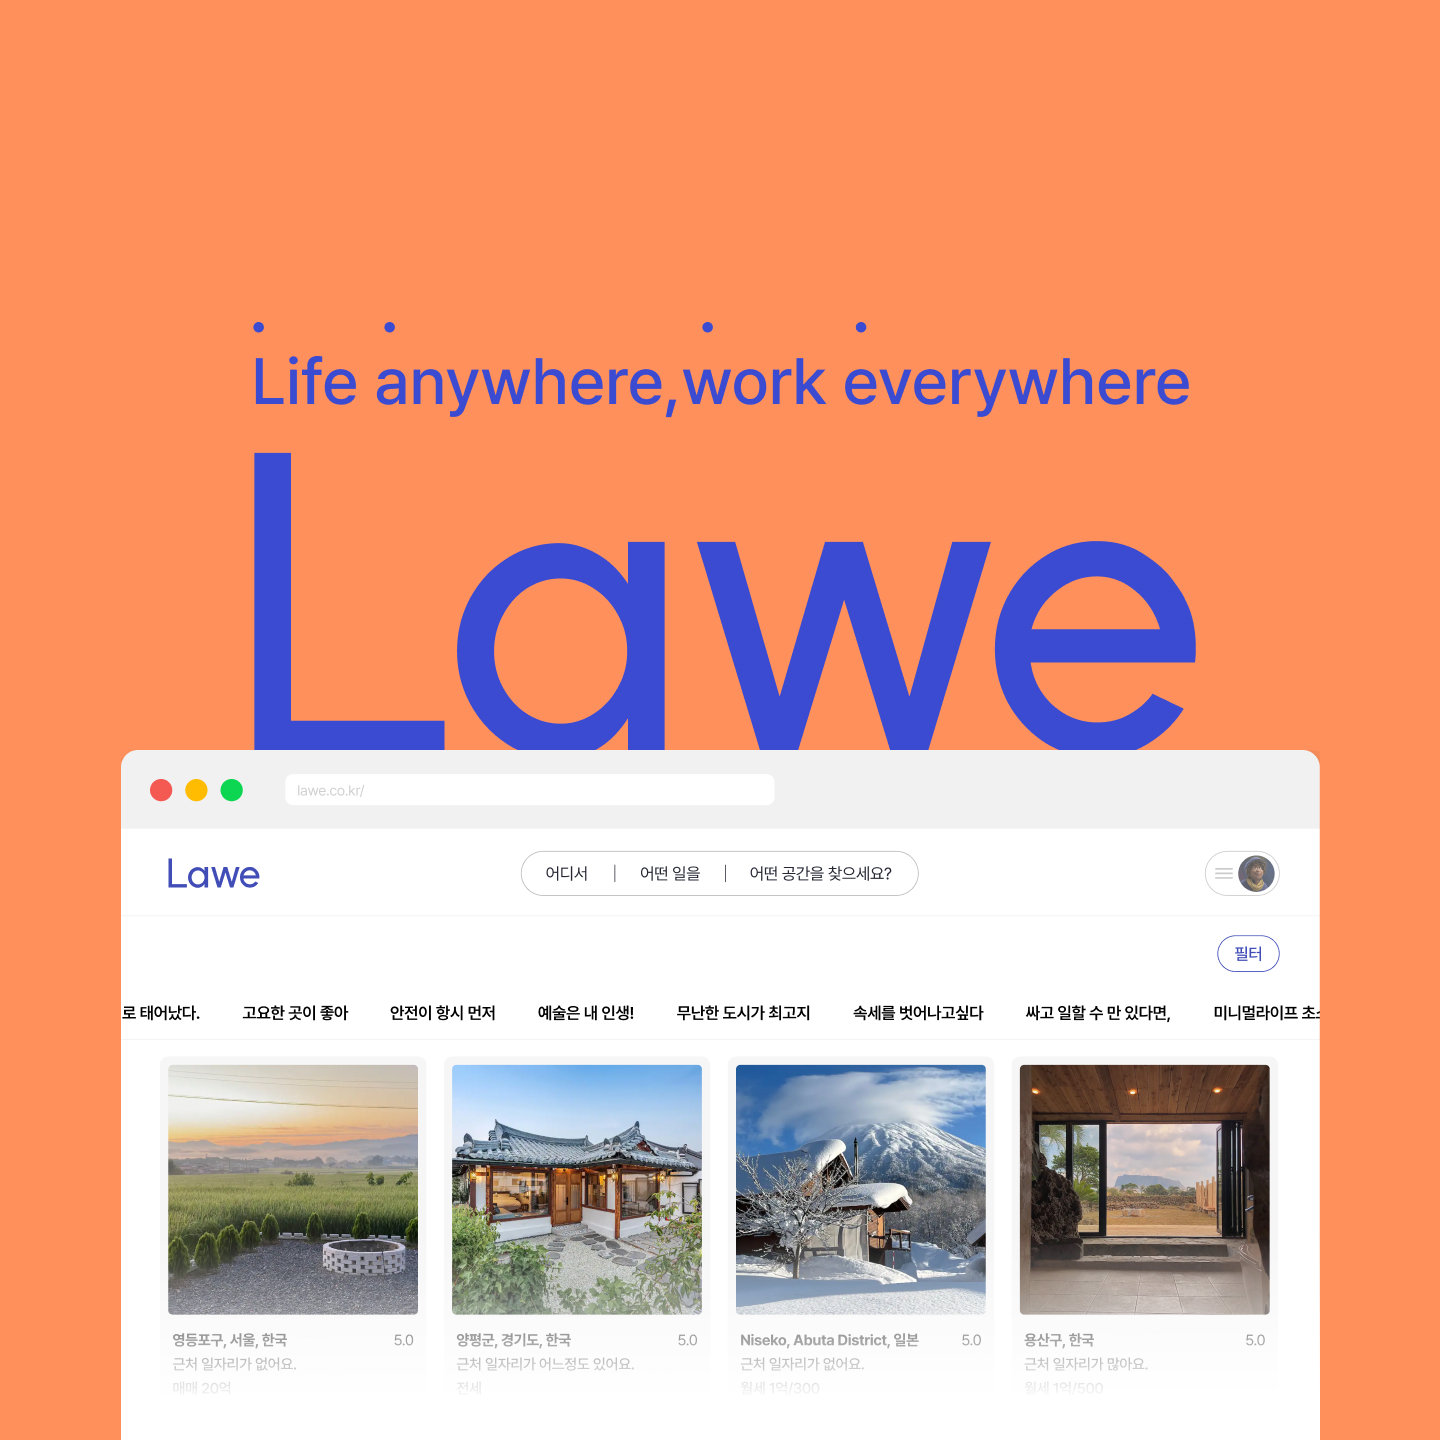 Life anywhere,work everywhere
Lawe
lawe.co.kr/
Lawe
어디서 | 어떤 일을 | 어떤 공간을 찾으세요?
필터
로 태어났다. 고요한 곳이 좋아 안전이 항시 먼저 예술은 내 인생! 무난한 도시가 최고지 속세를 벗어나고싶다 싸고 일할 수 만 있다면, 미니멀라이프 초
영등포구, 서울, 한국 5.0
근처 일자리가 없어요.
매매 20억
양평군, 경기도, 한국 5.0
근처 일자리가 어느정도 있어요.
전세
Niseko, Abuta District, 일본 5.0
근처 일자리가 없어요.
월세 1억/300
용산구, 한국 5.0
근처 일자리가 많아요.
월세 1억/500